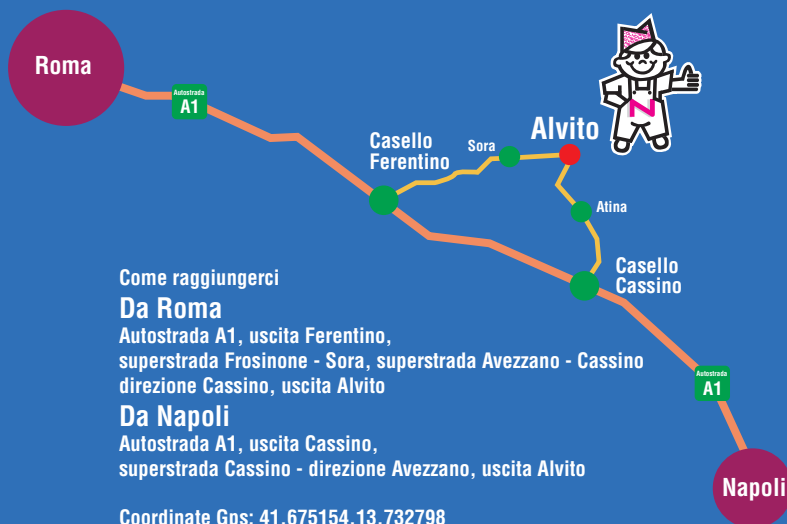 Roma
Autostrada
A1
Casello
Ferentino
Sora
Alvito
N
Atina
Casello
Cassino
Come raggiungerci
Da Roma
Autostrada A1, uscita Ferentino,
superstrada Frosinone - Sora, superstrada Avezzano - Cassino
direzione Cassino, uscita Alvito
Da Napoli
Autostrada A1, uscita Cassino,
superstrada Cassino - direzione Avezzano, uscita Alvito
Autostrada
A1
Napoli
Coordinate Gps: 41.675154,13.732798